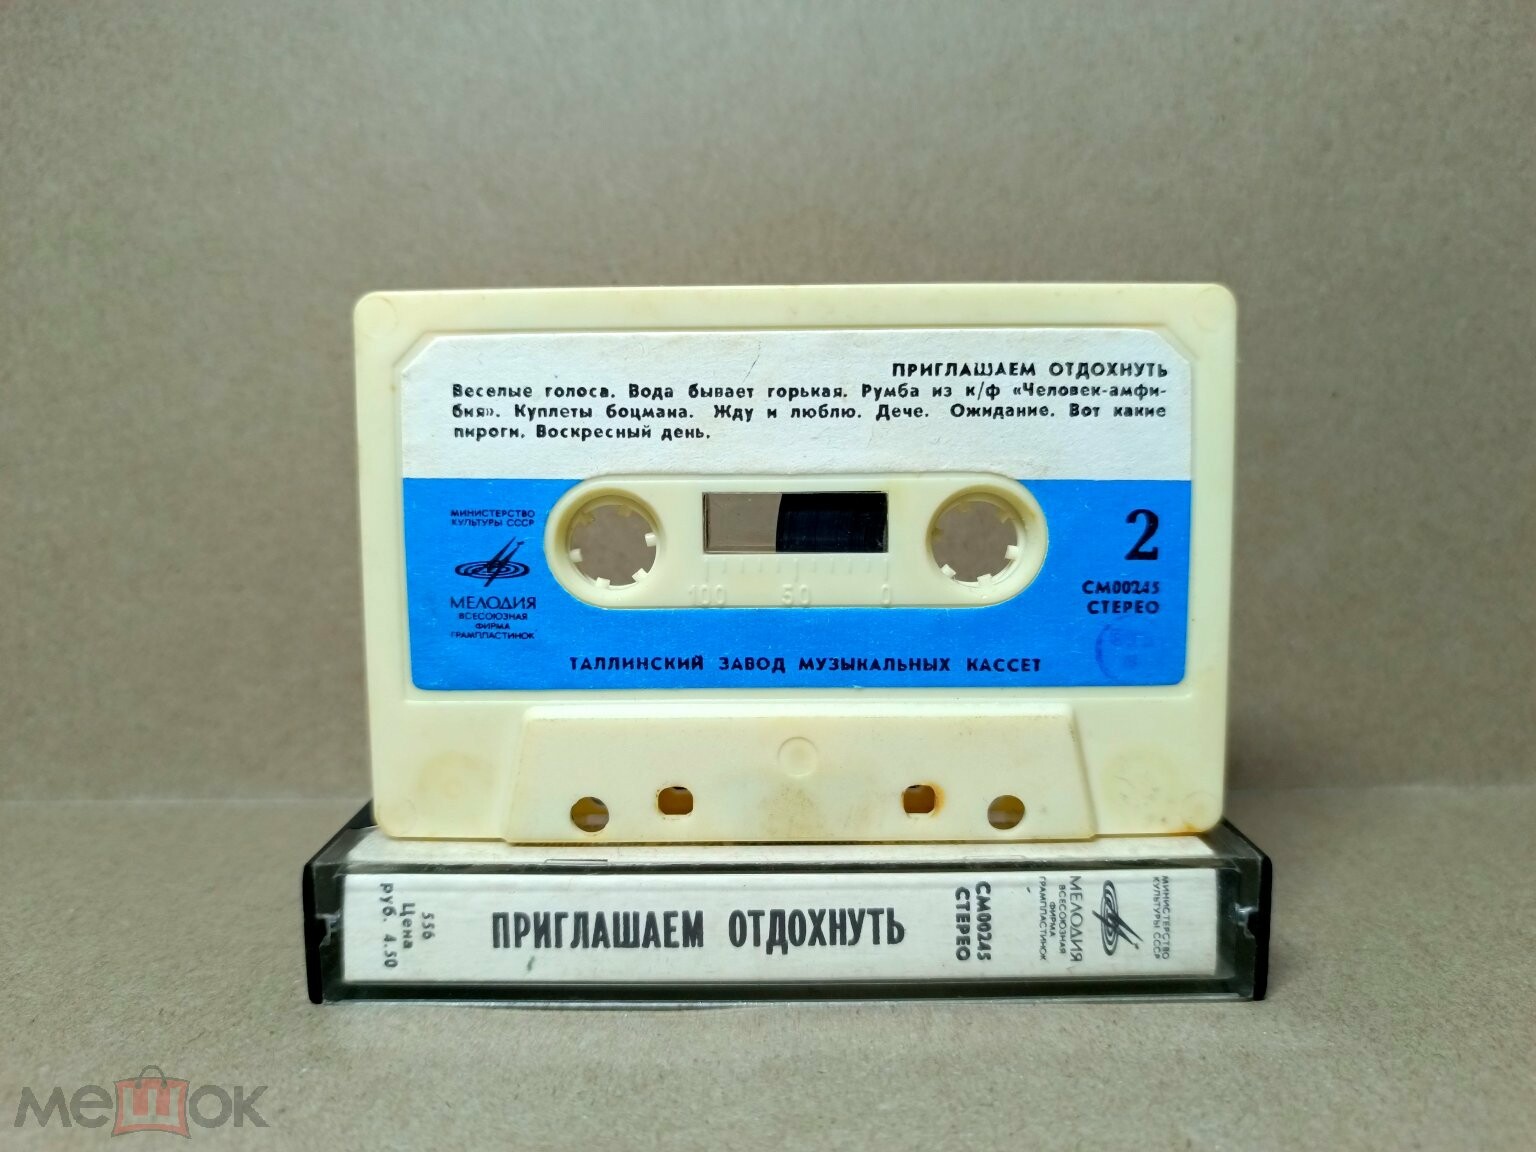 ПРИГЛАШАЕМ ОТДОХНУТЬ
Веселые голоса. Вода бывает горькая. Румба из к/ф «Человек-амфи-
бия». Куплеты боцмана. Жду и люблю. Дече. Ожидание. Вот какие
пироги. Воскресный день.
МИНИСТЕРСТВО
КУЛЬТУРЫ СССР
МЕЛОДИЯ
ВСЕСОЮЗНАЯ
ФИРМА
ГРАМПЛАСТИНОК
2
СМ00245
СТЕРЕО
100 50 0
ТАЛЛИНСКИЙ ЗАВОД МУЗЫКАЛЬНЫХ КАССЕТ
556
Цена
руб. 4.50
ПРИГЛАШАЕМ ОТДОХНУТЬ
СМ00245
СТЕРЕО
МИНИСТЕРСТВО
КУЛЬТУРЫ СССР
МЕЛОДИЯ
ВСЕСОЮЗНАЯ
ФИРМА
ГРАМПЛАСТИНОК
мешок